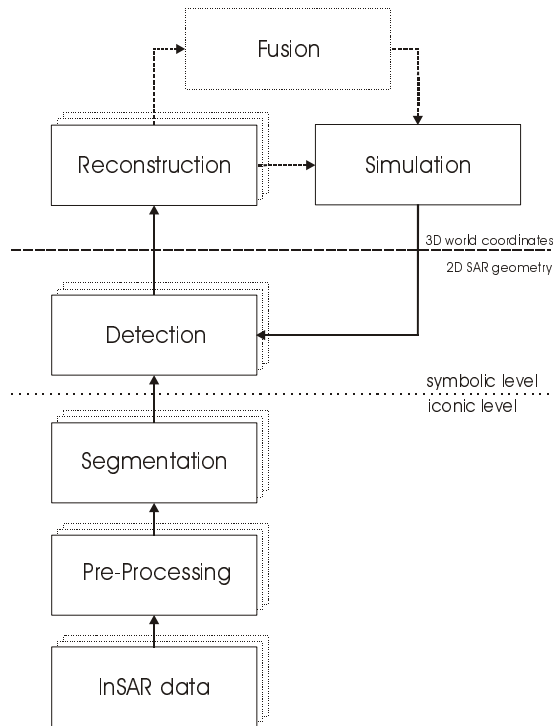 Fusion
Reconstruction
Simulation
3D world coordinates
2D SAR geometry
Detection
symbolic level
iconic level
Segmentation
Pre-Processing
InSAR data